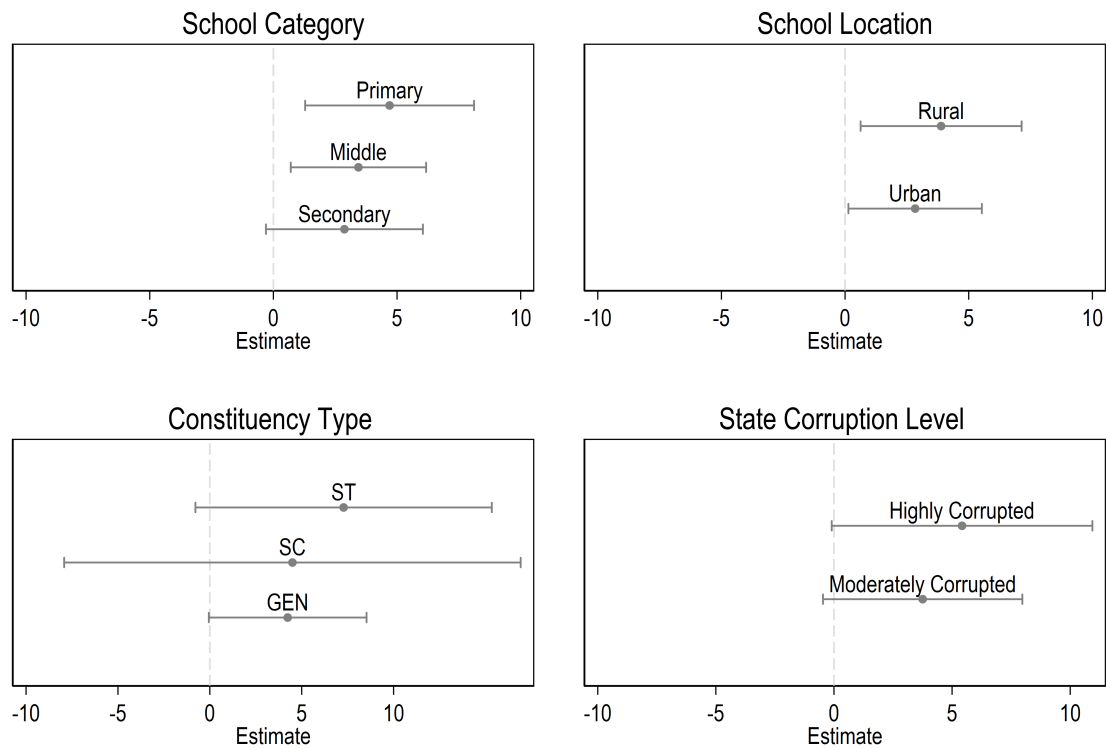 School Category
Primary
Middle
Secondary
-10 -5 0 5 10
Estimate
School Location
Rural
Urban
-10 -5 0 5 10
Estimate
Constituency Type
ST
SC
GEN
-10 -5 0 5 10
Estimate
State Corruption Level
Highly Corrupted
Moderately Corrupted
-10 -5 0 5 10
Estimate